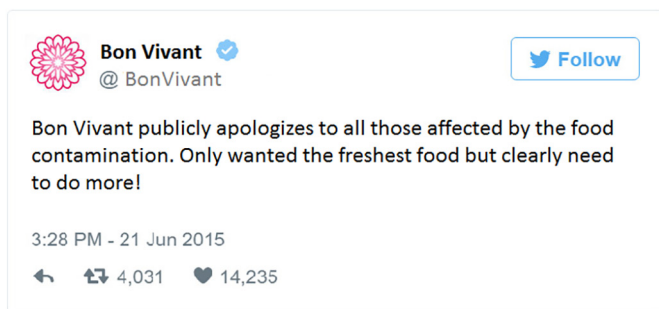 Bon Vivant
Follow
@ BonVivant
Bon Vivant publicly apologizes to all those affected by the food
contamination. Only wanted the freshest food but clearly need
to do more!
3:28 PM - 21 Jun 2015
4,031 14,235